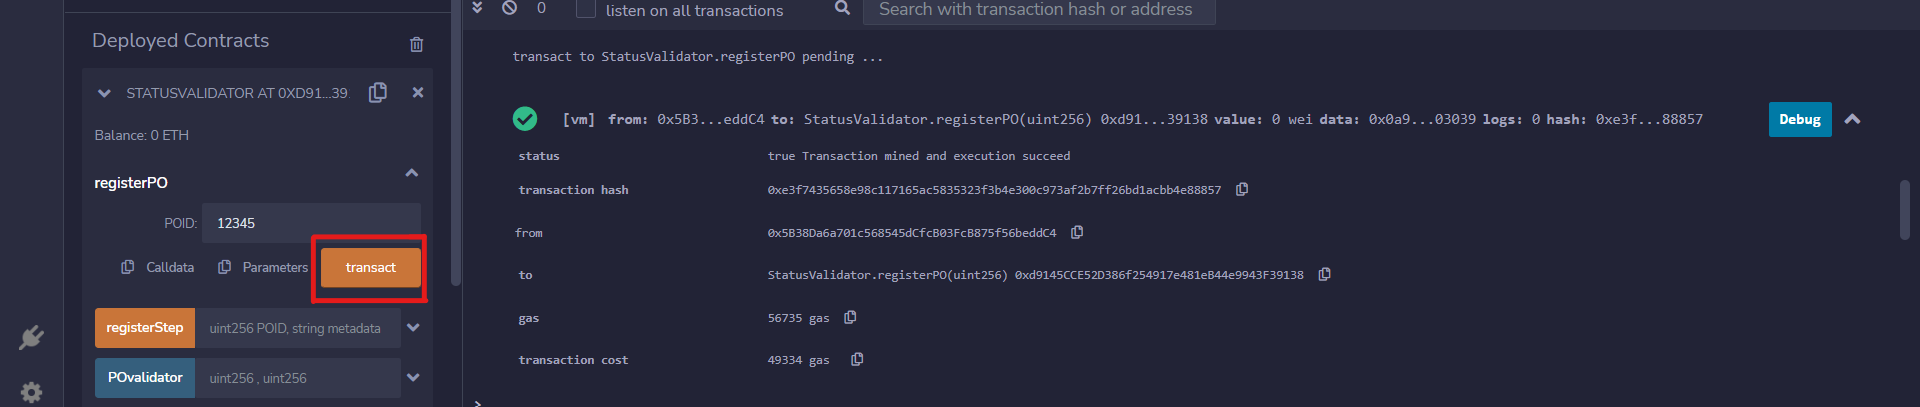 Deployed Contracts
STATUSVALIDATOR AT 0XD91...39
Balance: 0 ETH
registerPO
POID: 12345
Calldata Parameters transact
registerStep uint256 POID, string metadata
POvalidator uint256 , uint256
0 listen on all transactions Search with transaction hash or address
transact to StatusValidator.registerPO pending ...
[vm] from: 0x5B3...eddC4 to: StatusValidator.registerPO(uint256) 0xd91...39138 value: 0 wei data: 0x0a9...03039 logs: 0 hash: 0xe3f...88857 Debug
status true Transaction mined and execution succeed
transaction hash 0xe3f7435658e98c117165ac5835323f3b4e300c973af2b7ff26bd1acbb4e88857
from 0x5B38Da6a701c568545dCfcB03FcB875f56beddC4
to StatusValidator.registerPO(uint256) 0xd9145CCE52D386f254917e481eB44e9943F39138
gas 56735 gas
transaction cost 49334 gas
>